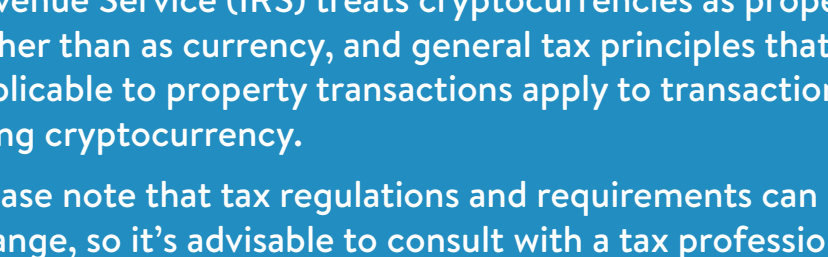 venue Service (IRS) treats cryptocurrencies as prope
her than as currency, and general tax principles that
plicable to property transactions apply to transaction
ng cryptocurrency.
ase note that tax regulations and requirements can
ange, so it's advisable to consult with a tax professio